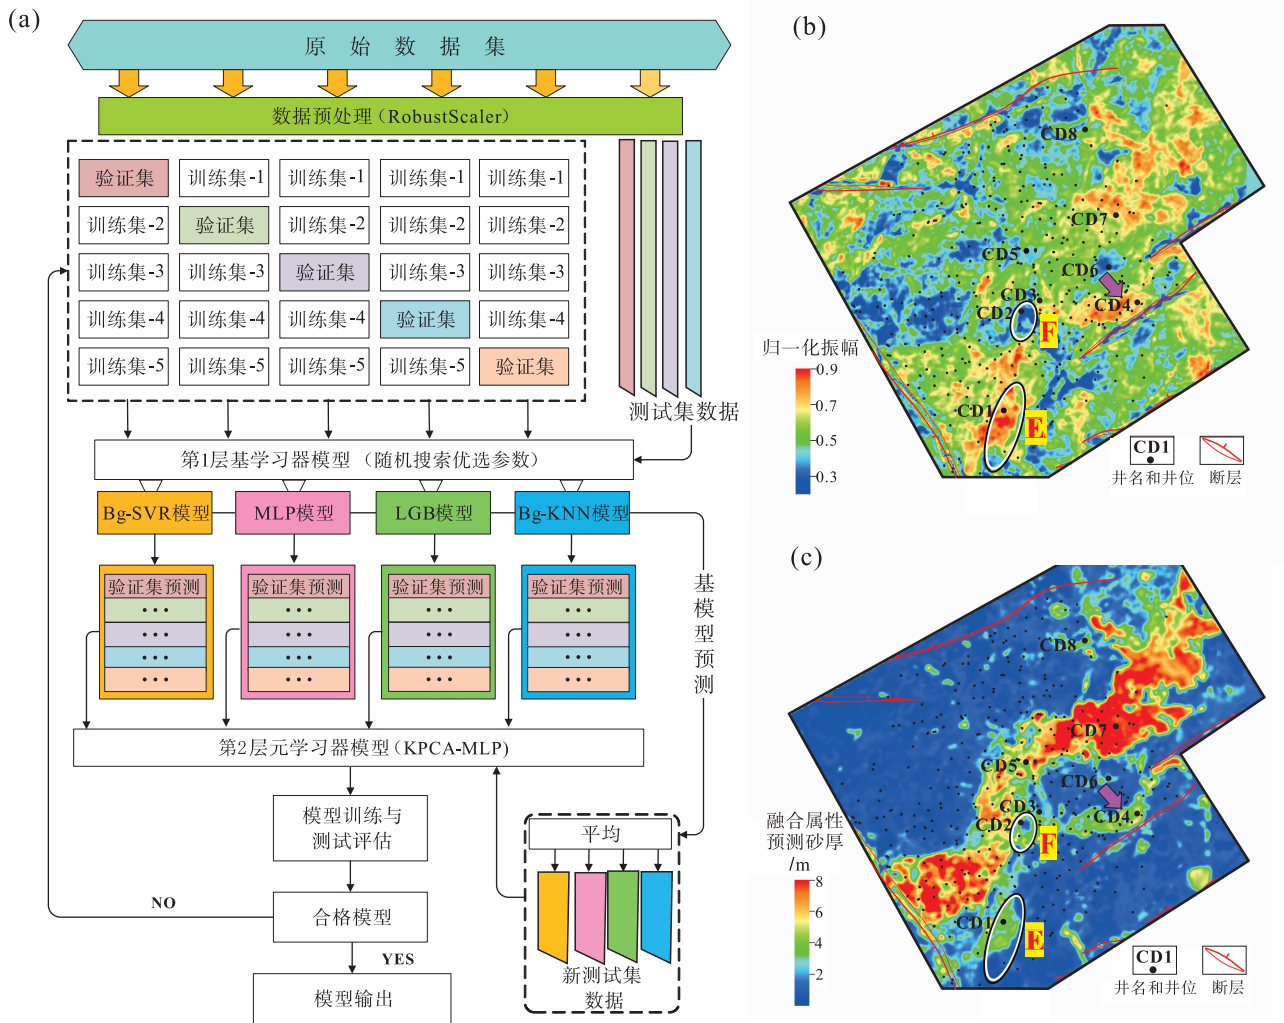 (a)
原始数据集
数据预处理(RobustScaler)
验证集 训练集-1 训练集-1 训练集-1 训练集-1
训练集-2 验证集 训练集-2 训练集-2 训练集-2
训练集-3 训练集-3 验证集 训练集-3 训练集-3
训练集-4 训练集-4 训练集-4 验证集 训练集-4
训练集-5 训练集-5 训练集-5 训练集-5 验证集
测试集数据
第1层基学习器模型 (随机搜索优选参数)
Bg-SVR模型 MLP模型 LGB模型 Bg-KNN模型
验证集预测 验证集预测 验证集预测 验证集预测
••• ••• ••• •••
••• ••• ••• •••
••• ••• ••• •••
••• ••• ••• •••
基模型预测
第2层元学习器模型(KPCA-MLP)
模型训练与
测试评估
平均
NO
合格模型
YES
新测试集
数据
模型输出
(b)
CD8
CD7
CD5
CD6
CD3
CD4
CD2
F
归一化振幅
0.9
0.7
0.5
0.3
CD1
E
CD1
井名和井位 断层
(c)
CD8
CD7
CD5
CD6
CD3
CD4
CD2
F
融合属性
预测砂厚
/m
8
6
4
2
CD1
E
CD1
井名和井位 断层